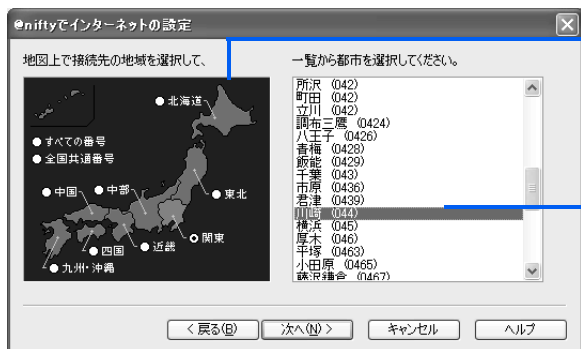 @niftyでインターネットの設定
地図上で接続先の地域を選択して、
一覧から都市を選択してください。
●北海道
●すべての番号
●全国共通番号
●中国
●中部
●東北
●四国
●近畿
○関東
●九州・沖縄
所沢 (042)
町田 (042)
立川 (042)
調布三鷹 (0424)
八王子 (0426)
青梅 (0428)
飯能 (0429)
千葉 (043)
市原 (0436)
君津 (0439)
川崎 (044)
横浜 (045)
厚木 (046)
平塚 (0463)
小田原 (0465)
藤沢鎌倉 (0467)
< 戻る(B)
次へ(N) >
キャンセル
ヘルプ